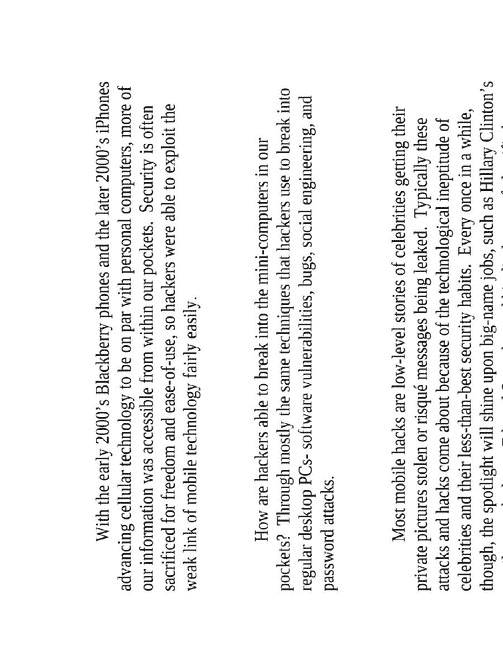 With the early 2000's Blackberry phones and the later 2000's iPhones
advancing cellular technology to be on par with personal computers, more of
our information was accessible from within our pockets.  Security is often
sacrificed for freedom and ease-of-use, so hackers were able to exploit the
weak link of mobile technology fairly easily.
How are hackers able to break into the mini-computers in our
pockets?  Through mostly the same techniques that hackers use to break into
regular desktop PCs- software vulnerabilities, bugs, social engineering, and
password attacks.
Most mobile hacks are low-level stories of celebrities getting their
private pictures stolen or risqué messages being leaked.  Typically these
attacks and hacks come about because of the technological ineptitude of
celebrities and their less-than-best security habits.  Every once in a while,
though, the spotlight will shine upon big-name jobs, such as Hillary Clinton's